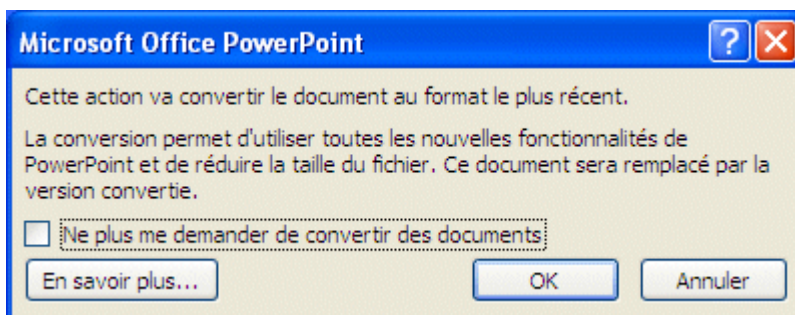 Microsoft Office PowerPoint
Cette action va convertir le document au format le plus récent.
La conversion permet d'utiliser toutes les nouvelles fonctionnalités de
PowerPoint et de réduire la taille du fichier. Ce document sera remplacé par la
version convertie.
Ne plus me demander de convertir des documents
En savoir plus... OK Annuler